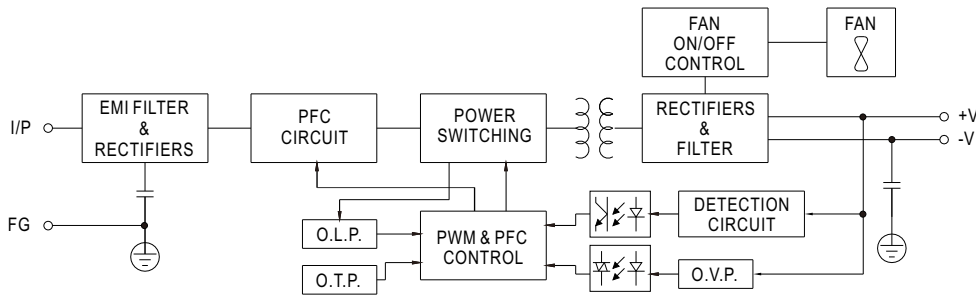 FAN
ON/OFF
CONTROL
FAN
I/P
EMI FILTER
&
RECTIFIERS
PFC
CIRCUIT
POWER
SWITCHING
RECTIFIERS
&
FILTER
+V
-V
FG
O.L.P.
O.T.P.
PWM & PFC
CONTROL
DETECTION
CIRCUIT
O.V.P.